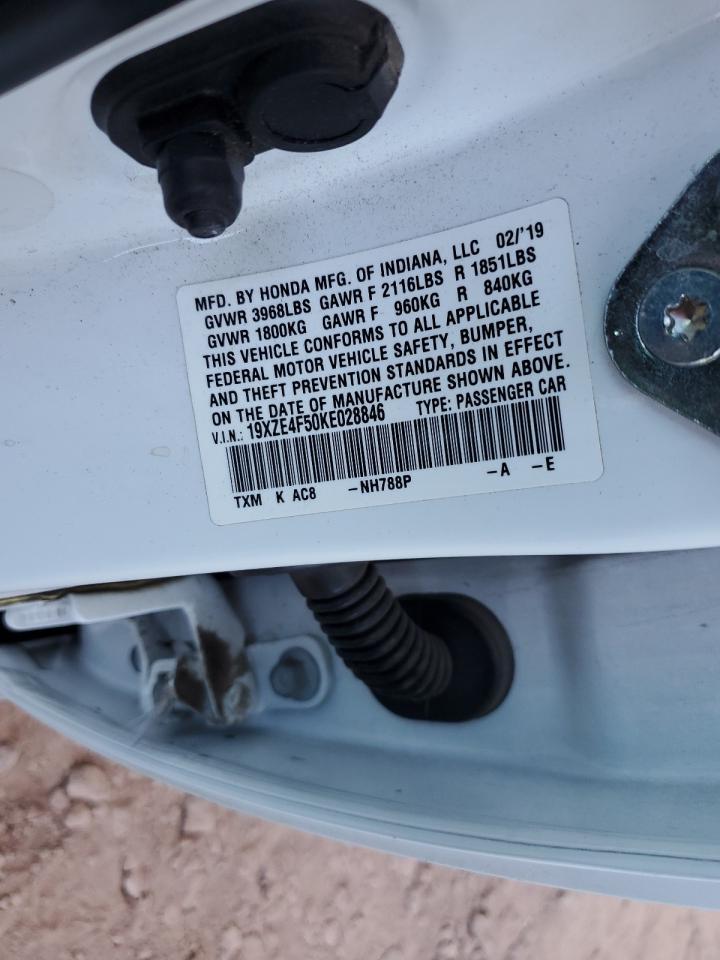 MFD. BY HONDA MFG. OF INDIANA, LLC 02/'19
GVWR 3968LBS GAWR F 2116LBS R 1851LBS
GVWR 1800KG GAWR F 960KG R 840KG
THIS VEHICLE CONFORMS TO ALL APPLICABLE
FEDERAL MOTOR VEHICLE SAFETY, BUMPER,
AND THEFT PREVENTION STANDARDS IN EFFECT
ON THE DATE OF MANUFACTURE SHOWN ABOVE.
V.I.N.: 19XZE4F50KE028846 TYPE: PASSENGER CAR
TXM K AC8 -NH788P -A -E